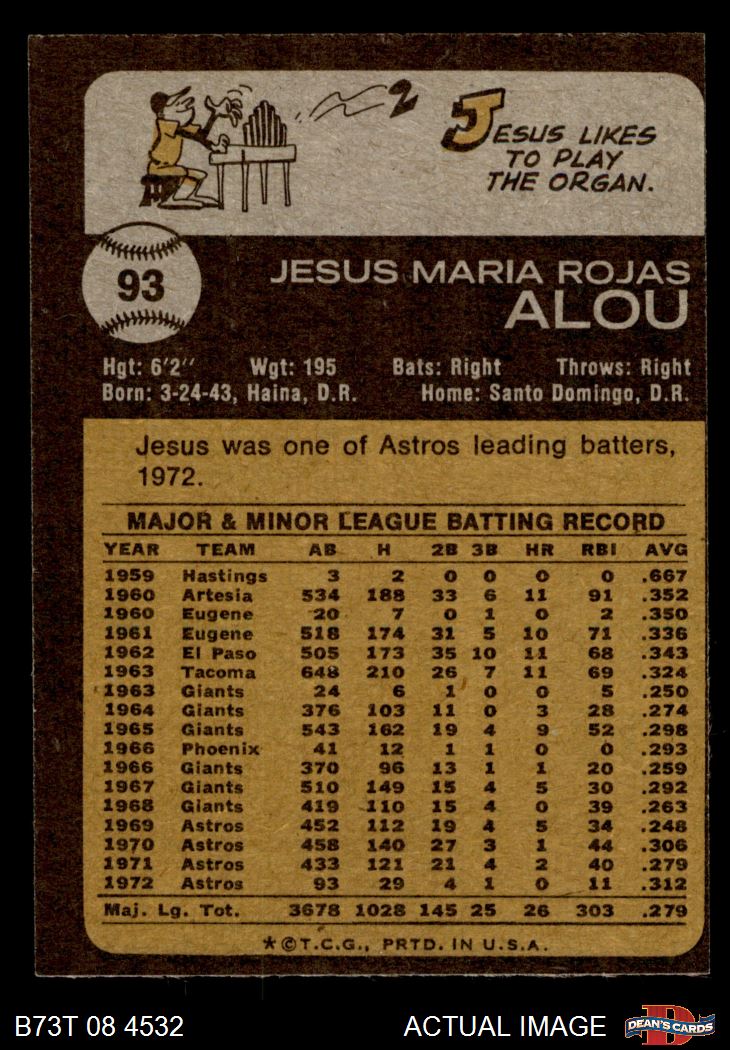 JESUS LIKES
TO PLAY
THE ORGAN.
93
JESUS MARIA ROJAS
ALOU
Hgt: 6'2" Wgt: 195 Bats: Right Throws: Right
Born: 3-24-43, Haina, D.R. Home: Santo Domingo, D.R.
Jesus was one of Astros leading batters,
1972.
MAJOR & MINOR LEAGUE BATTING RECORD
YEAR TEAM AB H 2B 3B HR RBI AVG
1959 Hastings 3 2 0 0 0 0 .667
1960 Artesia 534 188 33 6 11 91 .352
1960 Eugene 20 7 0 1 0 2 .350
1961 Eugene 518 174 31 5 10 71 .336
1962 El Paso 505 173 35 10 11 68 .343
1963 Tacoma 648 210 26 7 11 69 .324
1963 Giants 24 6 1 0 0 5 .250
1964 Giants 376 103 11 0 3 28 .274
1965 Giants 543 162 19 4 9 52 .298
1966 Phoenix 41 12 1 1 0 0 .293
1966 Giants 370 96 13 1 1 20 .259
1967 Giants 510 149 15 4 5 30 .292
1968 Giants 419 110 15 4 0 39 .263
1969 Astros 452 112 19 4 5 34 .248
1970 Astros 458 140 27 3 1 44 .306
1971 Astros 433 121 21 4 2 40 .279
1972 Astros 93 29 4 1 0 11 .312
Maj. Lg. Tot. 3678 1028 145 25 26 303 .279
*©T.C.G., PRTD. IN U.S.A.
B73T 08 4532 ACTUAL IMAGE D DEAN'S CARDS